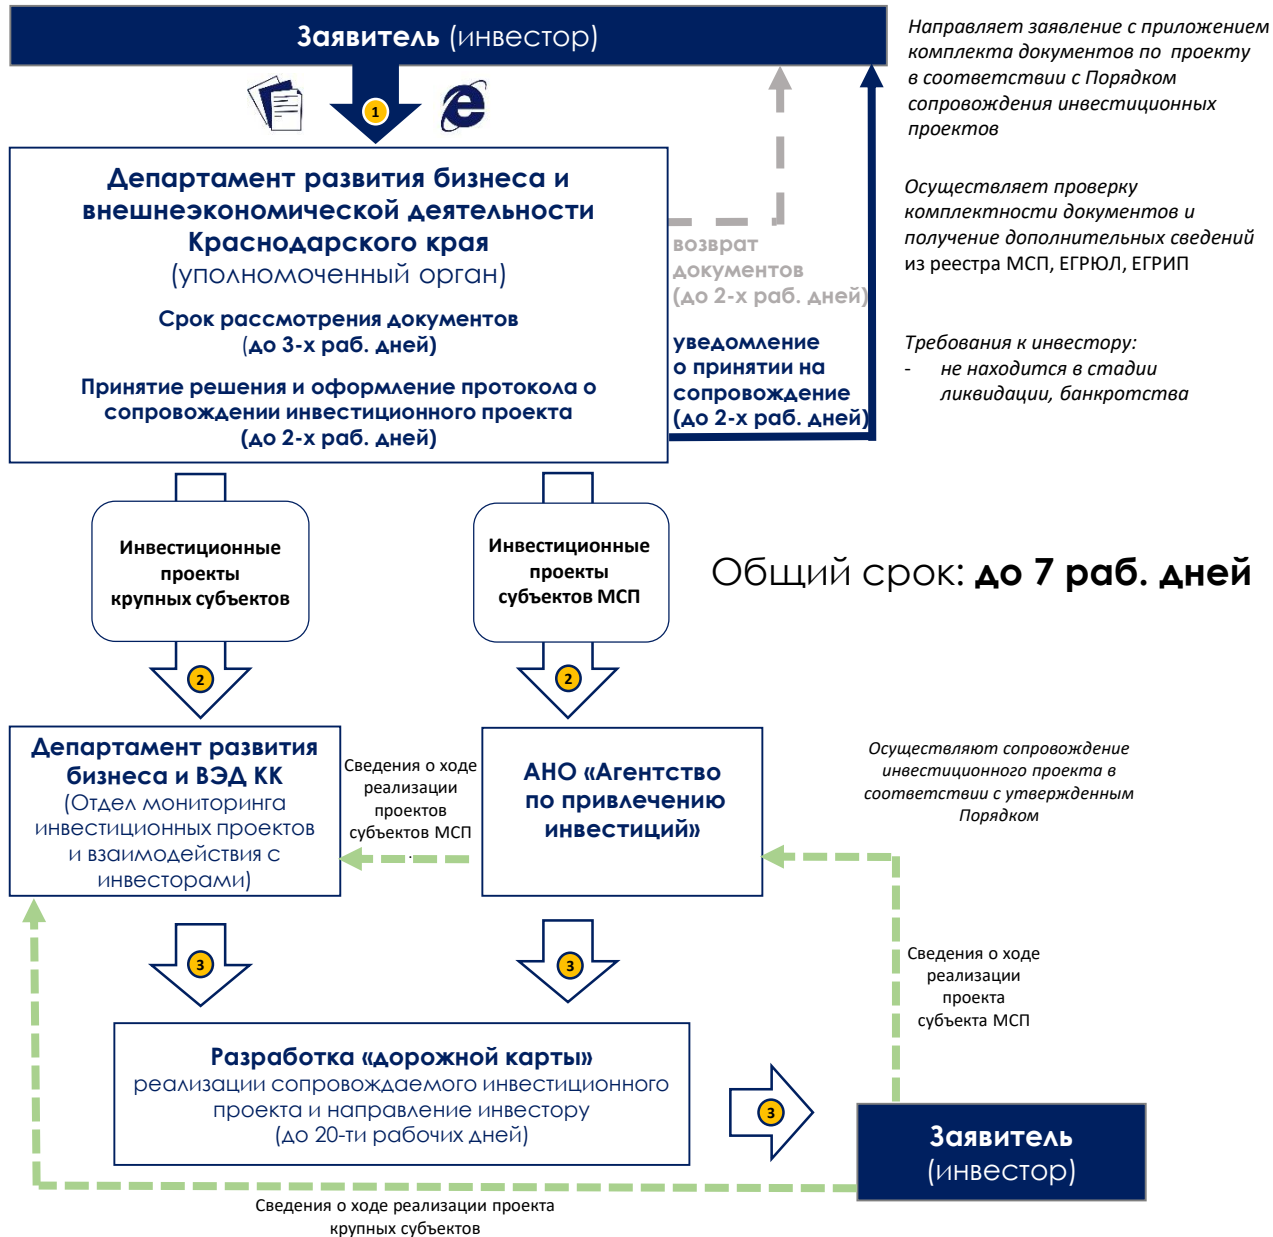 Заявитель (инвестор)
Направляет заявление с приложением
комплекта документов по проекту
в соответствии с Порядком
сопровождения инвестиционных
проектов
1
Департамент развития бизнеса и
внешнеэкономической деятельности
Краснодарского края
(уполномоченный орган)
Срок рассмотрения документов
(до 3-х раб. дней)
Принятие решения и оформление протокола о
сопровождении инвестиционного проекта
(до 2-х раб. дней)
возврат
документов
(до 2-х раб. дней)
уведомление
о принятии на
сопровождение
(до 2-х раб. дней)
Осуществляет проверку
комплектности документов и
получение дополнительных сведений
из реестра МСП, ЕГРЮЛ, ЕГРИП
Требования к инвестору:
- не находится в стадии
ликвидации, банкротства
Инвестиционные
проекты
крупных субъектов
Инвестиционные
проекты
субъектов МСП
Общий срок: до 7 раб. дней
2
2
Департамент развития
бизнеса и ВЭД КК
(Отдел мониторинга
инвестиционных проектов
и взаимодействия с
инвесторами)
Сведения о ходе
реализации
проектов
субъектов МСП
.
АНО «Агентство
по привлечению
инвестиций»
Осуществляют сопровождение
инвестиционного проекта в
соответствии с утвержденным
Порядком
3
3
Сведения о ходе
реализации
проекта
субъекта МСП
Разработка «дорожной карты»
реализации сопровождаемого инвестиционного
проекта и направление инвестору
(до 20-ти рабочих дней)
3
Заявитель
(инвестор)
Сведения о ходе реализации проекта
крупных субъектов